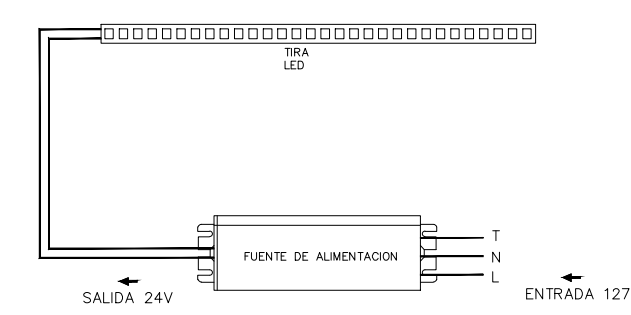 TIRA
LED
T
FUENTE DE ALIMENTACION
N
L
SALIDA 24V
ENTRADA 127